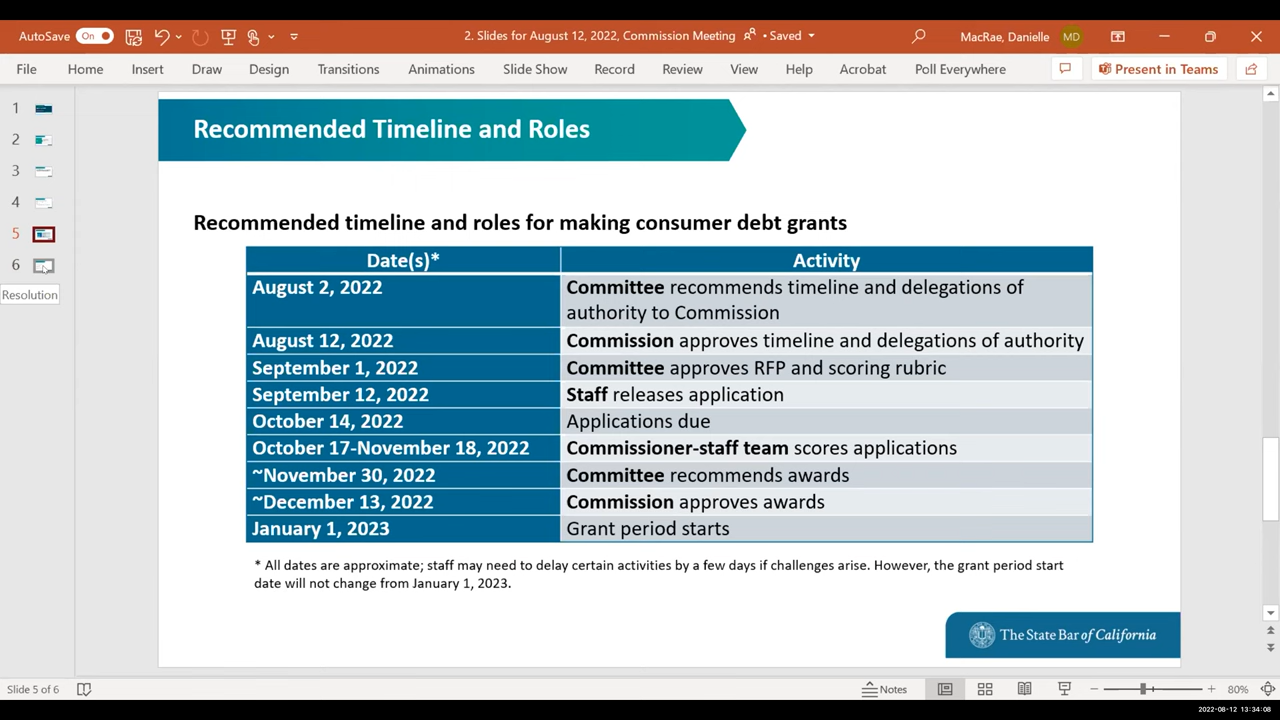 AutoSave On 2. Slides for August 12, 2022, Commission Meeting • Saved MacRae, Danielle MD
File Home Insert Draw Design Transitions Animations Slide Show Record Review View Help Acrobat Poll Everywhere Present in Teams
1
2
3
4
5
6
Resolution
Recommended Timeline and Roles
Recommended timeline and roles for making consumer debt grants
Date(s)* Activity
August 2, 2022 Committee recommends timeline and delegations of
authority to Commission
August 12, 2022 Commission approves timeline and delegations of authority
September 1, 2022 Committee approves RFP and scoring rubric
September 12, 2022 Staff releases application
October 14, 2022 Applications due
October 17-November 18, 2022 Commissioner-staff team scores applications
~November 30, 2022 Committee recommends awards
~December 13, 2022 Commission approves awards
January 1, 2023 Grant period starts
* All dates are approximate; staff may need to delay certain activities by a few days if challenges arise. However, the grant period start
date will not change from January 1, 2023.
The State Bar of California
Slide 5 of 6 Notes 80%
2022-08-12 13:34:08